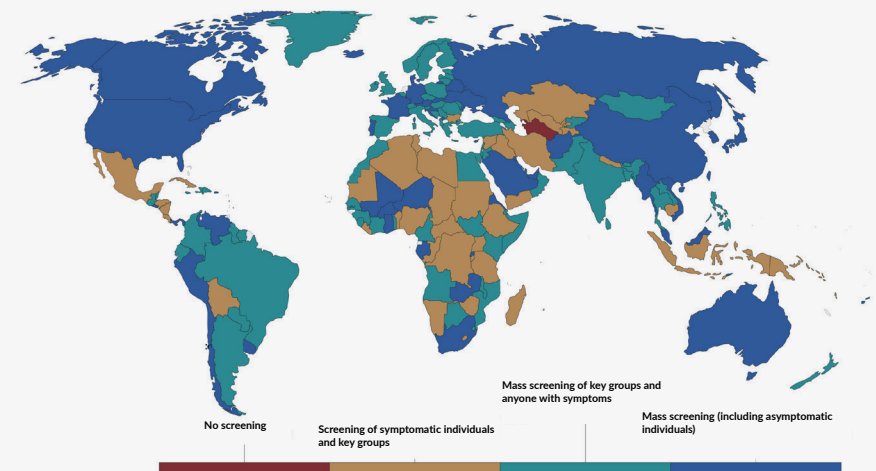 Mass screening of key groups and
anyone with symptoms
Mass screening (including asymptomatic
individuals)
No screening
Screening of symptomatic individuals
and key groups